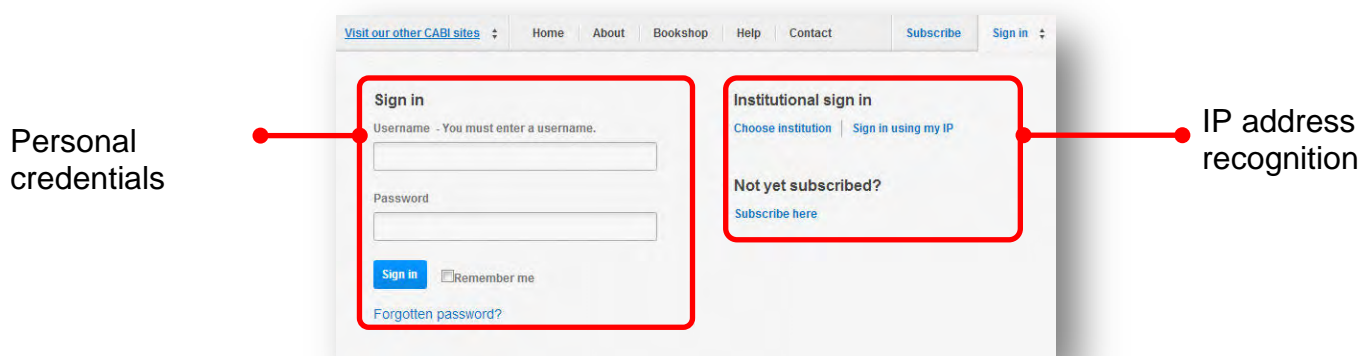 Visit our other CABI sites Home About Bookshop Help Contact Subscribe Sign in
Personal
credentials
Sign in
Username - You must enter a username.
Password
Sign in Remember me
Forgotten password?
Institutional sign in
Choose institution Sign in using my IP
Not yet subscribed?
Subscribe here
IP address
recognition